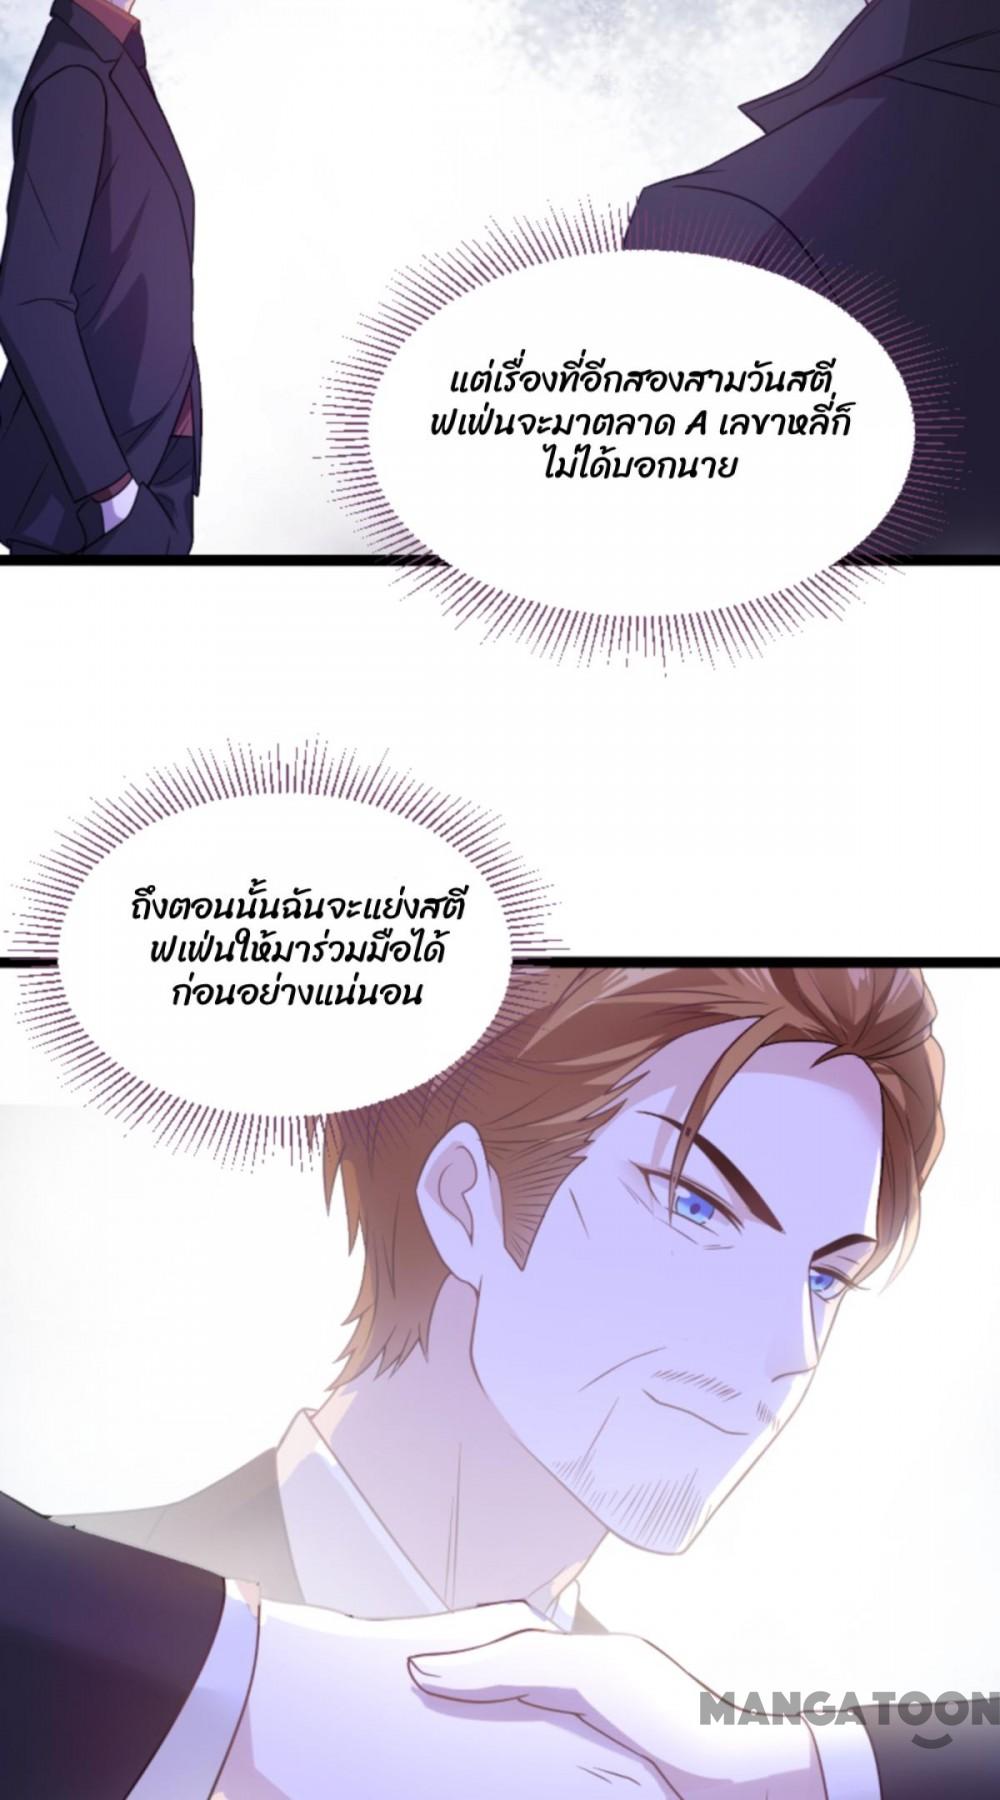 แต่เรื่องที่อีกสองสามวันสตี
ฟเฟ่นจะมาตลาด A เลขาหลี่ก็
ไม่ได้บอกนาย
ถึงตอนนั้นฉันจะแย่งสตี
ฟเฟ่นให้มาร่วมมือได้
ก่อนอย่างแน่นอน
MANGATOON